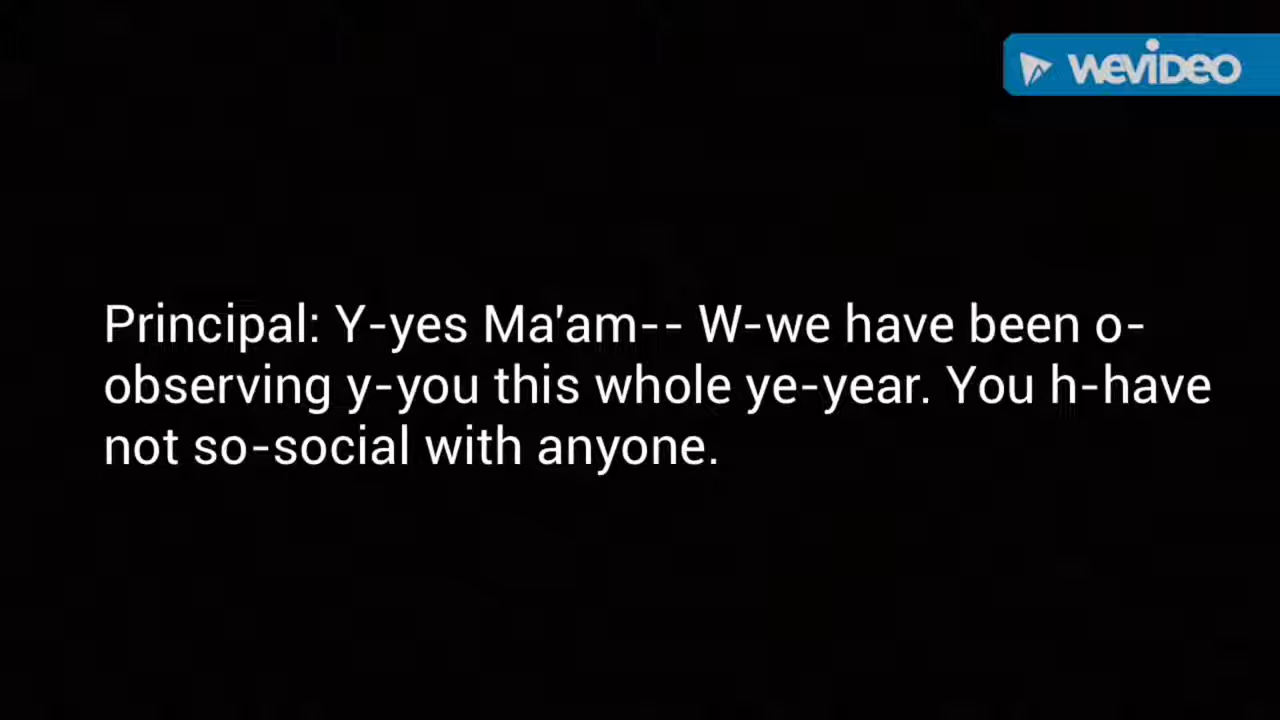 WeVideo
Principal: Y-yes Ma'am-- W-we have been o-
observing y-you this whole ye-year. You h-have
not so-social with anyone.